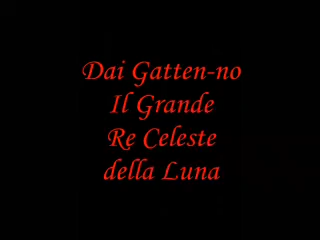 Dai Gatten-no
Il Grande
Re Celeste
della Luna